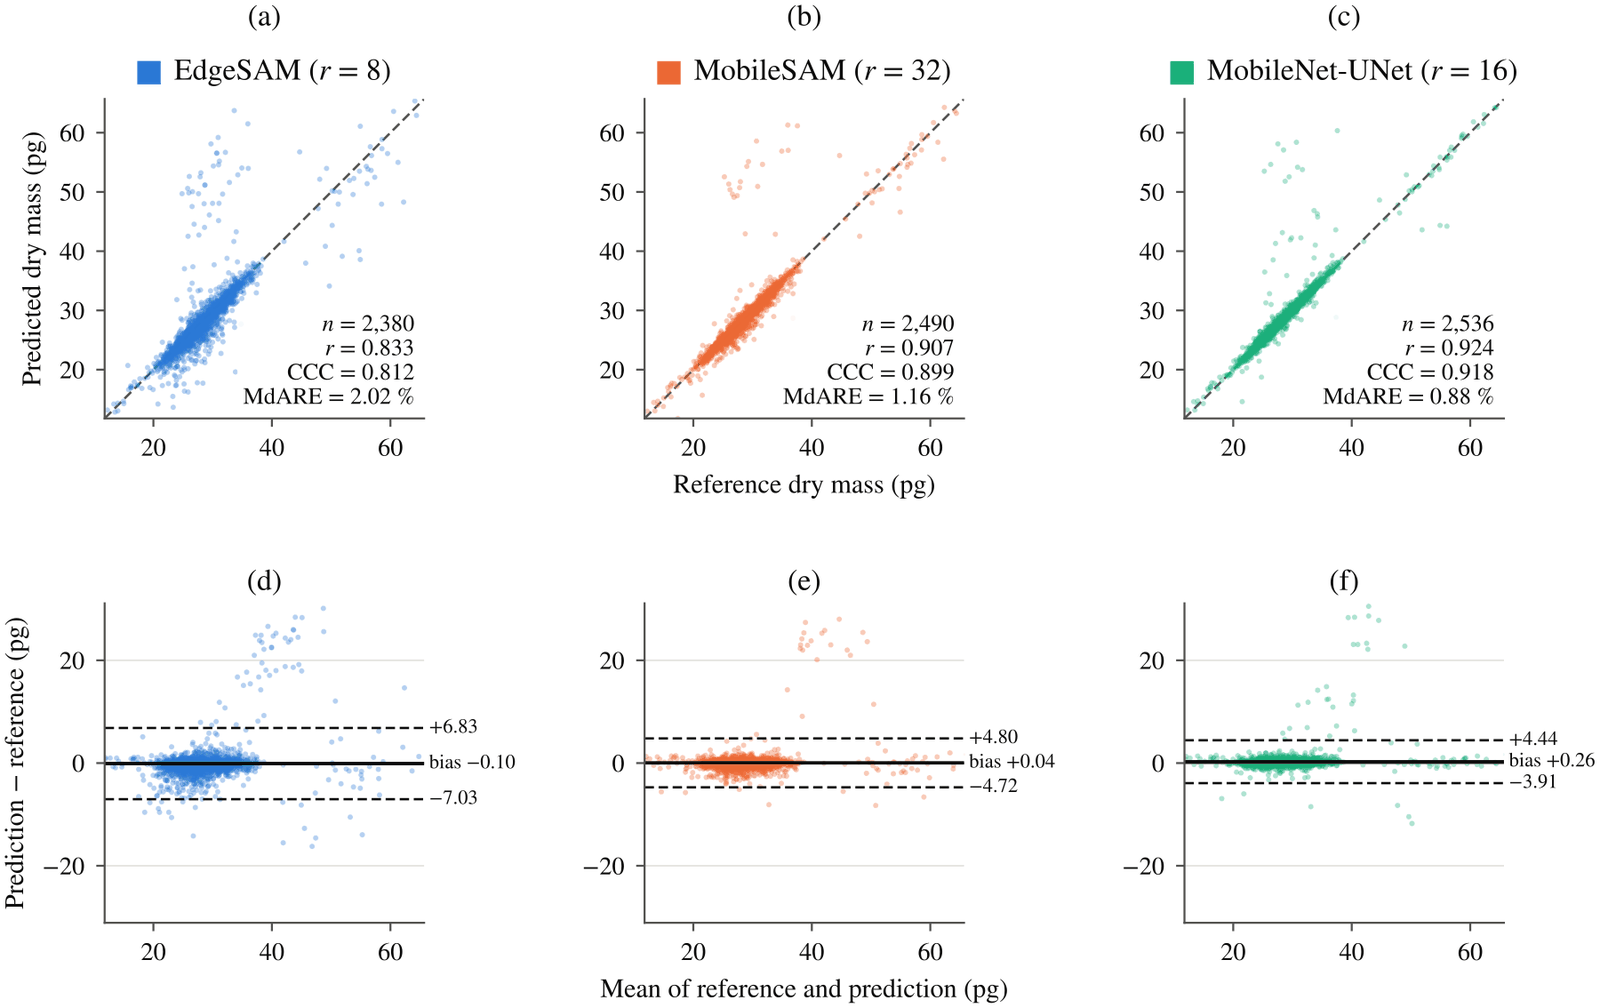 (a)
(b)
(c)
EdgeSAM (r = 8)
MobileSAM (r = 32)
MobileNet-UNet (r = 16)
Predicted dry mass (pg)
60
50
40
30
20
n = 2,380
r = 0.833
CCC = 0.812
MdARE = 2.02 %
20
40
60
60
50
40
30
20
n = 2,490
r = 0.907
CCC = 0.899
MdARE = 1.16 %
20
40
60
60
50
40
30
20
n = 2,536
r = 0.924
CCC = 0.918
MdARE = 0.88 %
20
40
60
Reference dry mass (pg)
(d)
(e)
(f)
Prediction − reference (pg)
20
0
−20
+6.83
bias −0.10
−7.03
20
40
60
20
0
−20
+4.80
bias +0.04
−4.72
20
40
60
20
0
−20
+4.44
bias +0.26
−3.91
20
40
60
Mean of reference and prediction (pg)